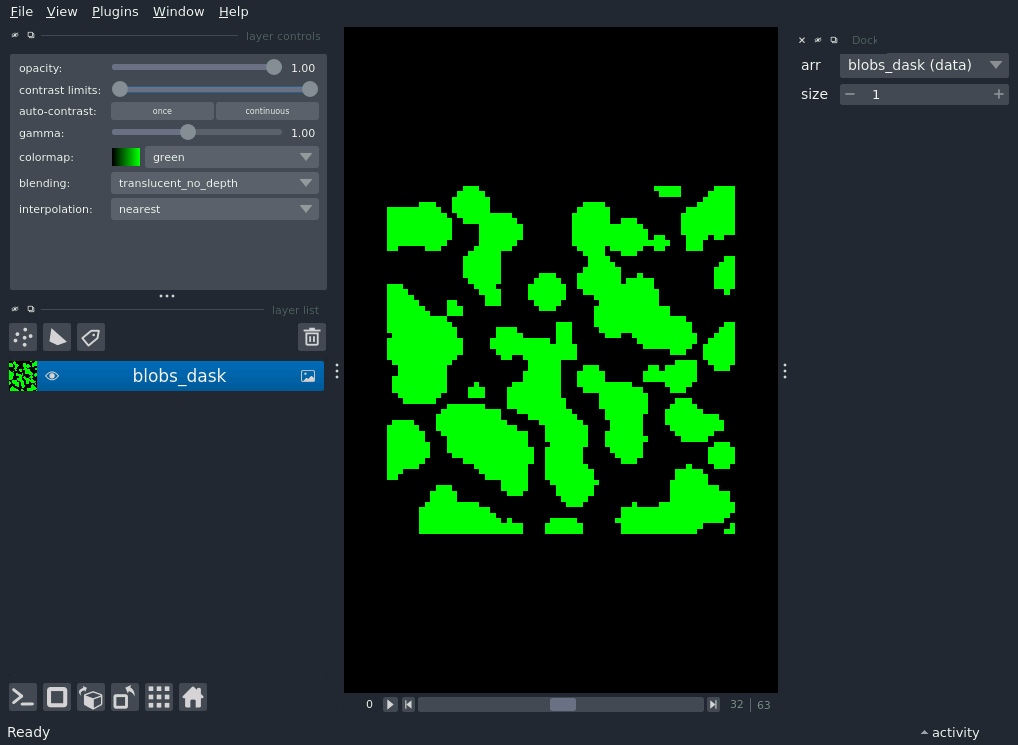 File View Plugins Window Help
layer controls
opacity: 1.00
contrast limits:
auto-contrast: once continuous
gamma: 1.00
colormap: green
blending: translucent_no_depth
interpolation: nearest
layer list
blobs_dask
0 32 63
Ready
Dock
arr blobs_dask (data)
size 1
activity